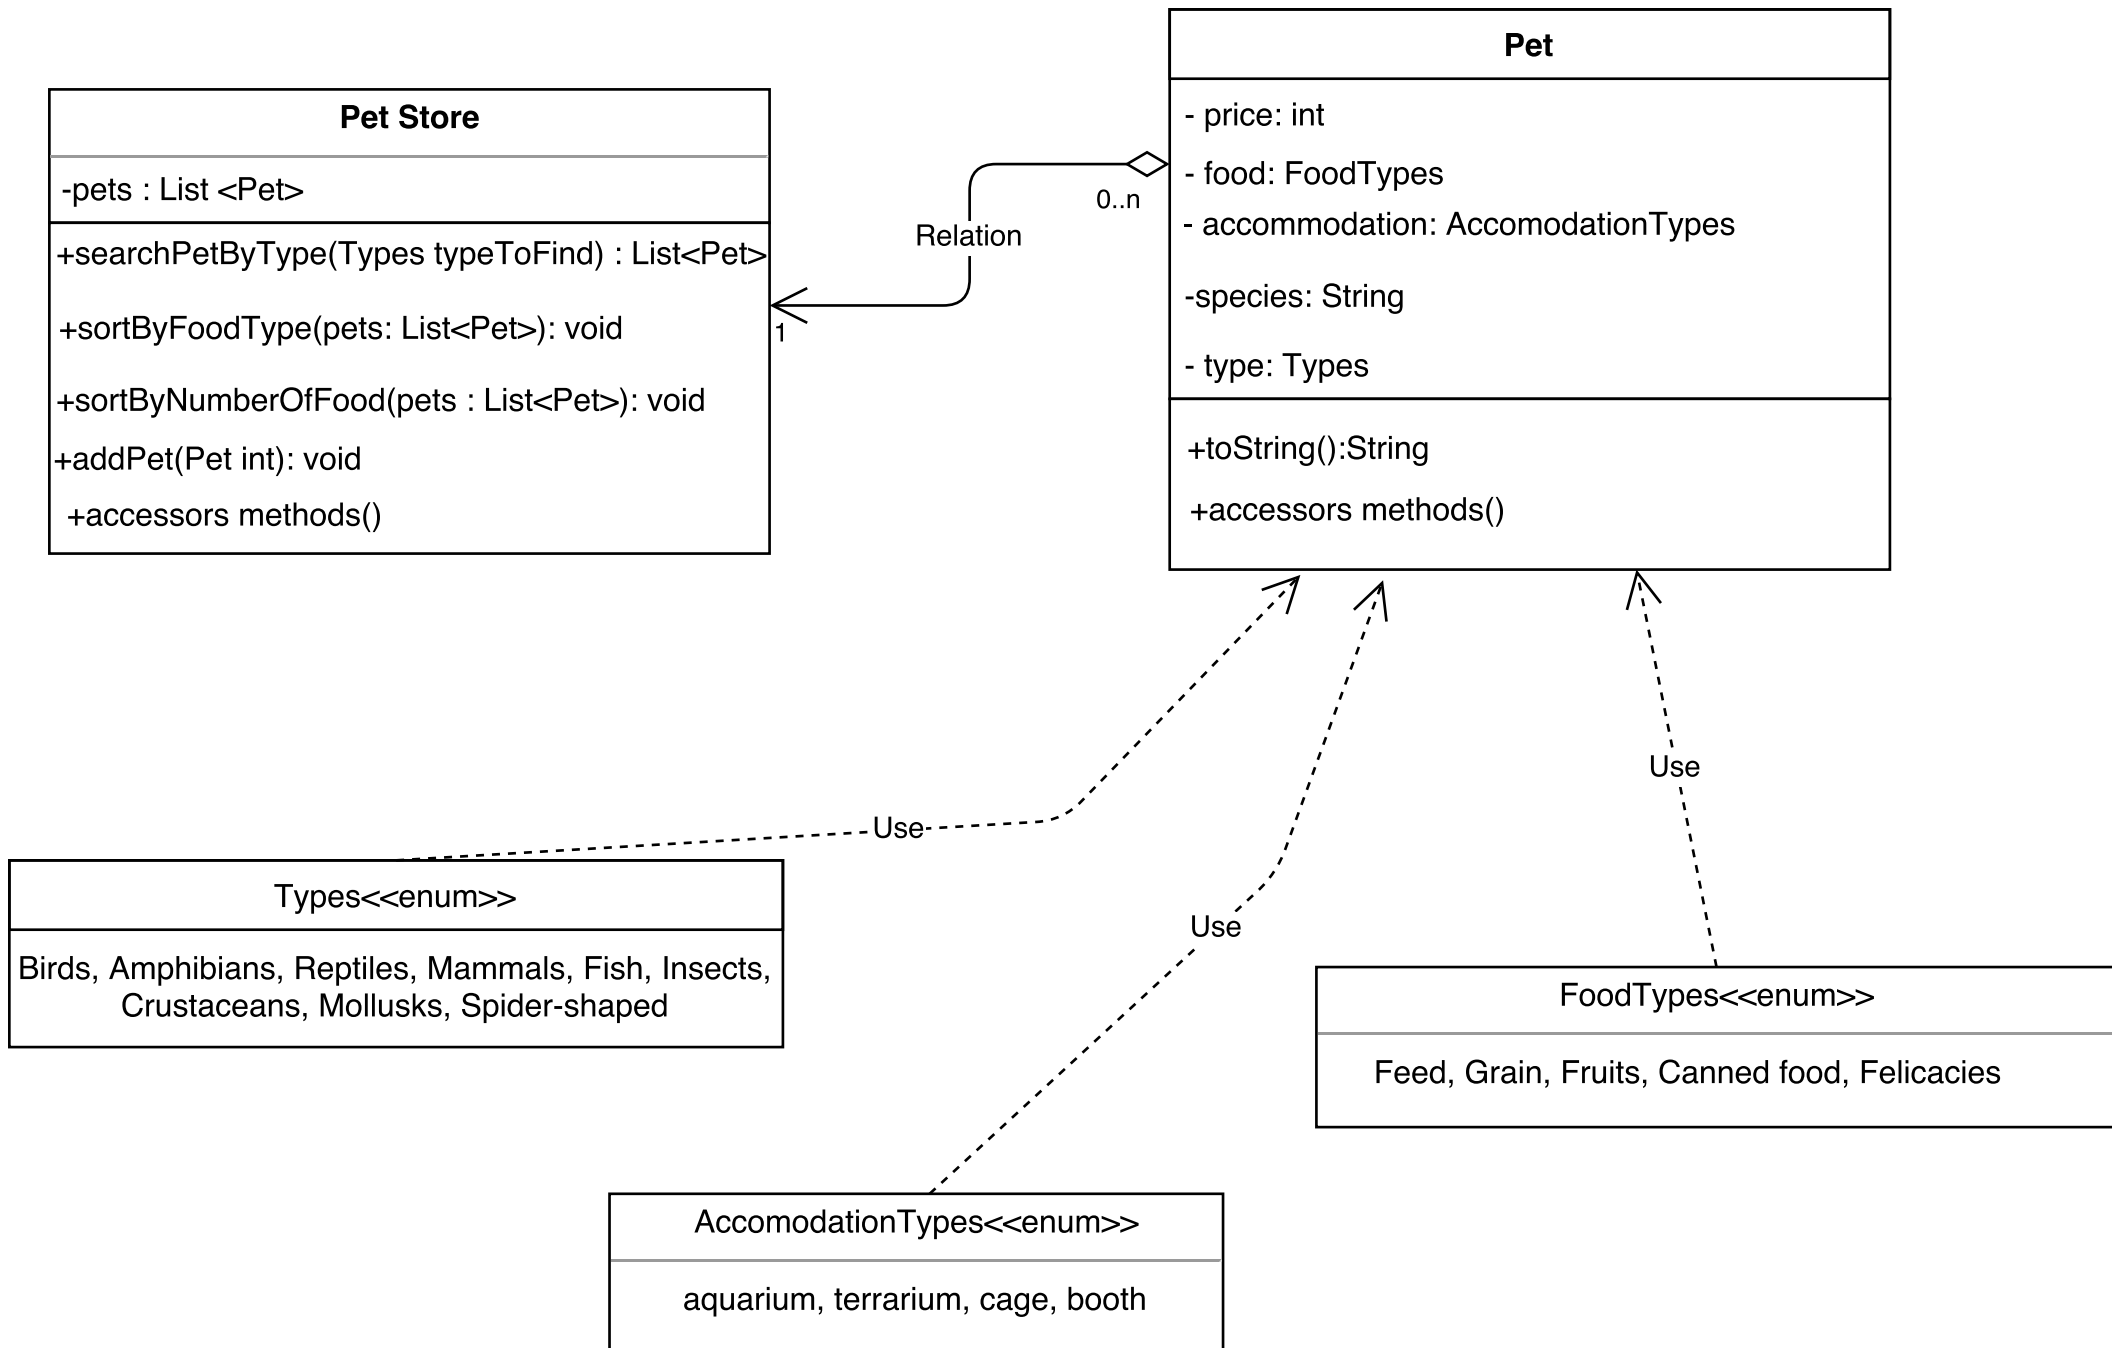 Pet Store
-pets : List <Pet>
+searchPetByType(Types typeToFind) : List<Pet>
+sortByFoodType(pets: List<Pet>): void
+sortByNumberOfFood(pets : List<Pet>): void
+addPet(Pet int): void
+accessors methods()
Relation
0..n
1
Pet
- price: int
- food: FoodTypes
- accommodation: AccomodationTypes
-species: String
- type: Types
+toString():String
+accessors methods()
Use
Use
Use
Types<<enum>>
Birds, Amphibians, Reptiles, Mammals, Fish, Insects,
Crustaceans, Mollusks, Spider-shaped
FoodTypes<<enum>>
Feed, Grain, Fruits, Canned food, Felicacies
AccomodationTypes<<enum>>
aquarium, terrarium, cage, booth